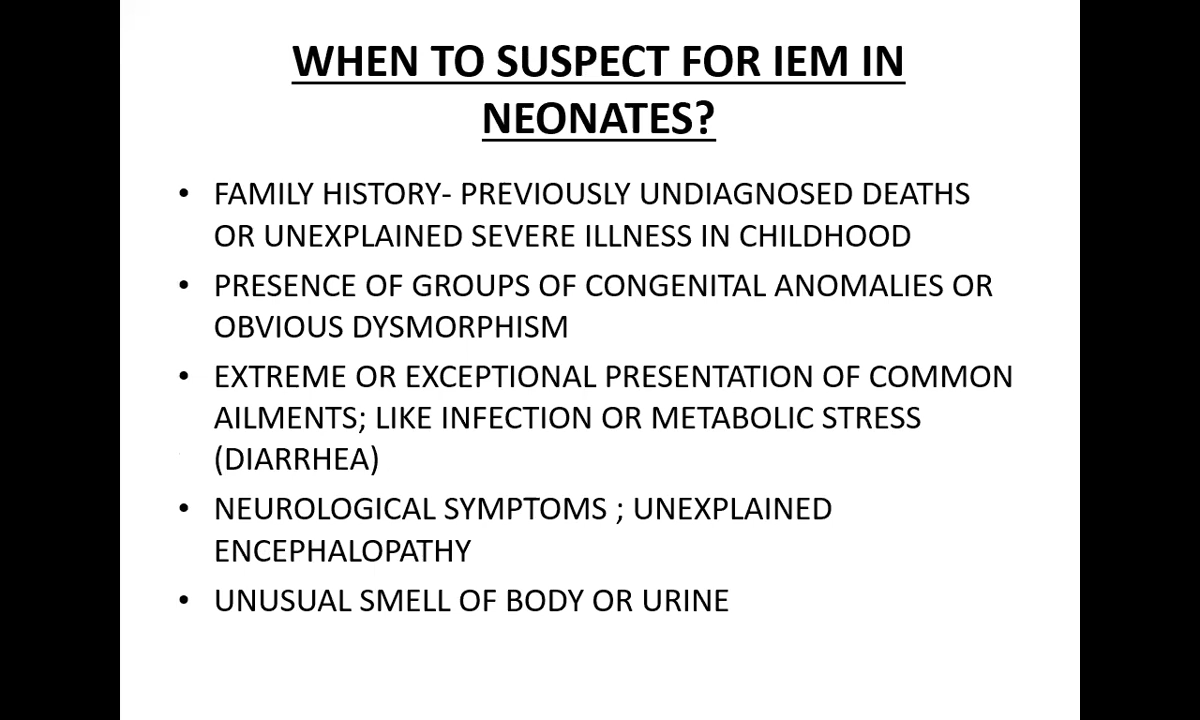 WHEN TO SUSPECT FOR IEM IN
NEONATES?
• FAMILY HISTORY- PREVIOUSLY UNDIAGNOSED DEATHS
OR UNEXPLAINED SEVERE ILLNESS IN CHILDHOOD
• PRESENCE OF GROUPS OF CONGENITAL ANOMALIES OR
OBVIOUS DYSMORPHISM
• EXTREME OR EXCEPTIONAL PRESENTATION OF COMMON
AILMENTS; LIKE INFECTION OR METABOLIC STRESS
(DIARRHEA)
• NEUROLOGICAL SYMPTOMS ; UNEXPLAINED
ENCEPHALOPATHY
• UNUSUAL SMELL OF BODY OR URINE